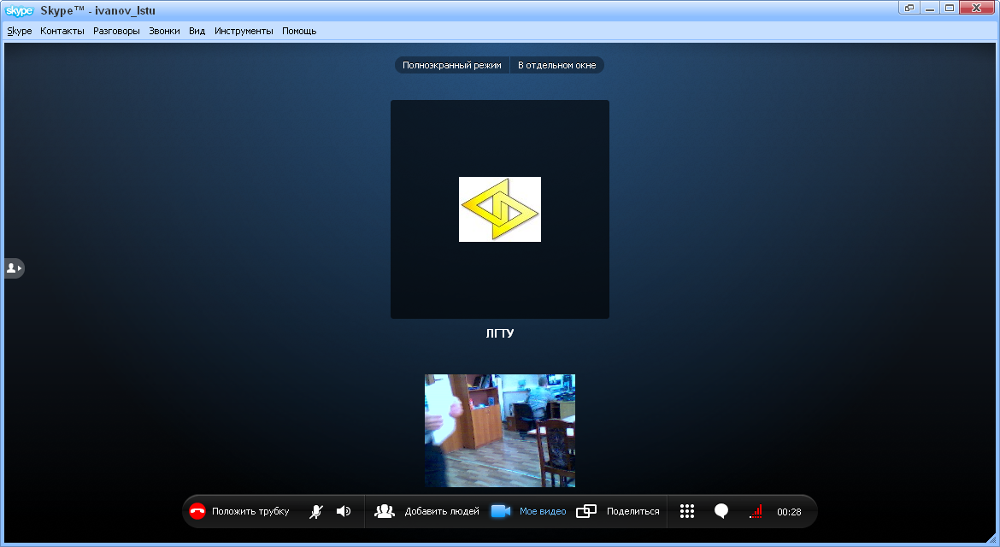 skype Skype™ - ivanov_lstu
Skype Контакты Разговоры Звонки Вид Инструменты Помощь
Полноэкранный режим В отдельном окне
ЛГТУ
Положить трубку Добавить людей Мое видео Поделиться 00:28